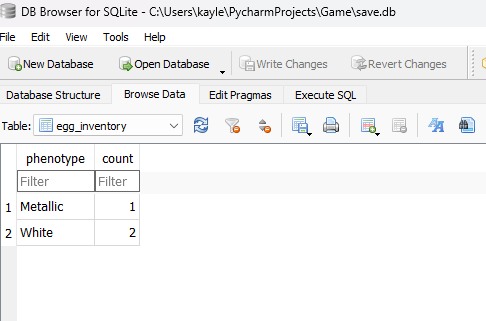 DB Browser for SQLite - C:\Users\kayle\PycharmProjects\Game\save.db
File Edit View Tools Help
New Database Open Database Write Changes Revert Changes
Database Structure Browse Data Edit Pragmas Execute SQL
Table: egg_inventory
phenotype count
Filter Filter
1 Metallic 1
2 White 2